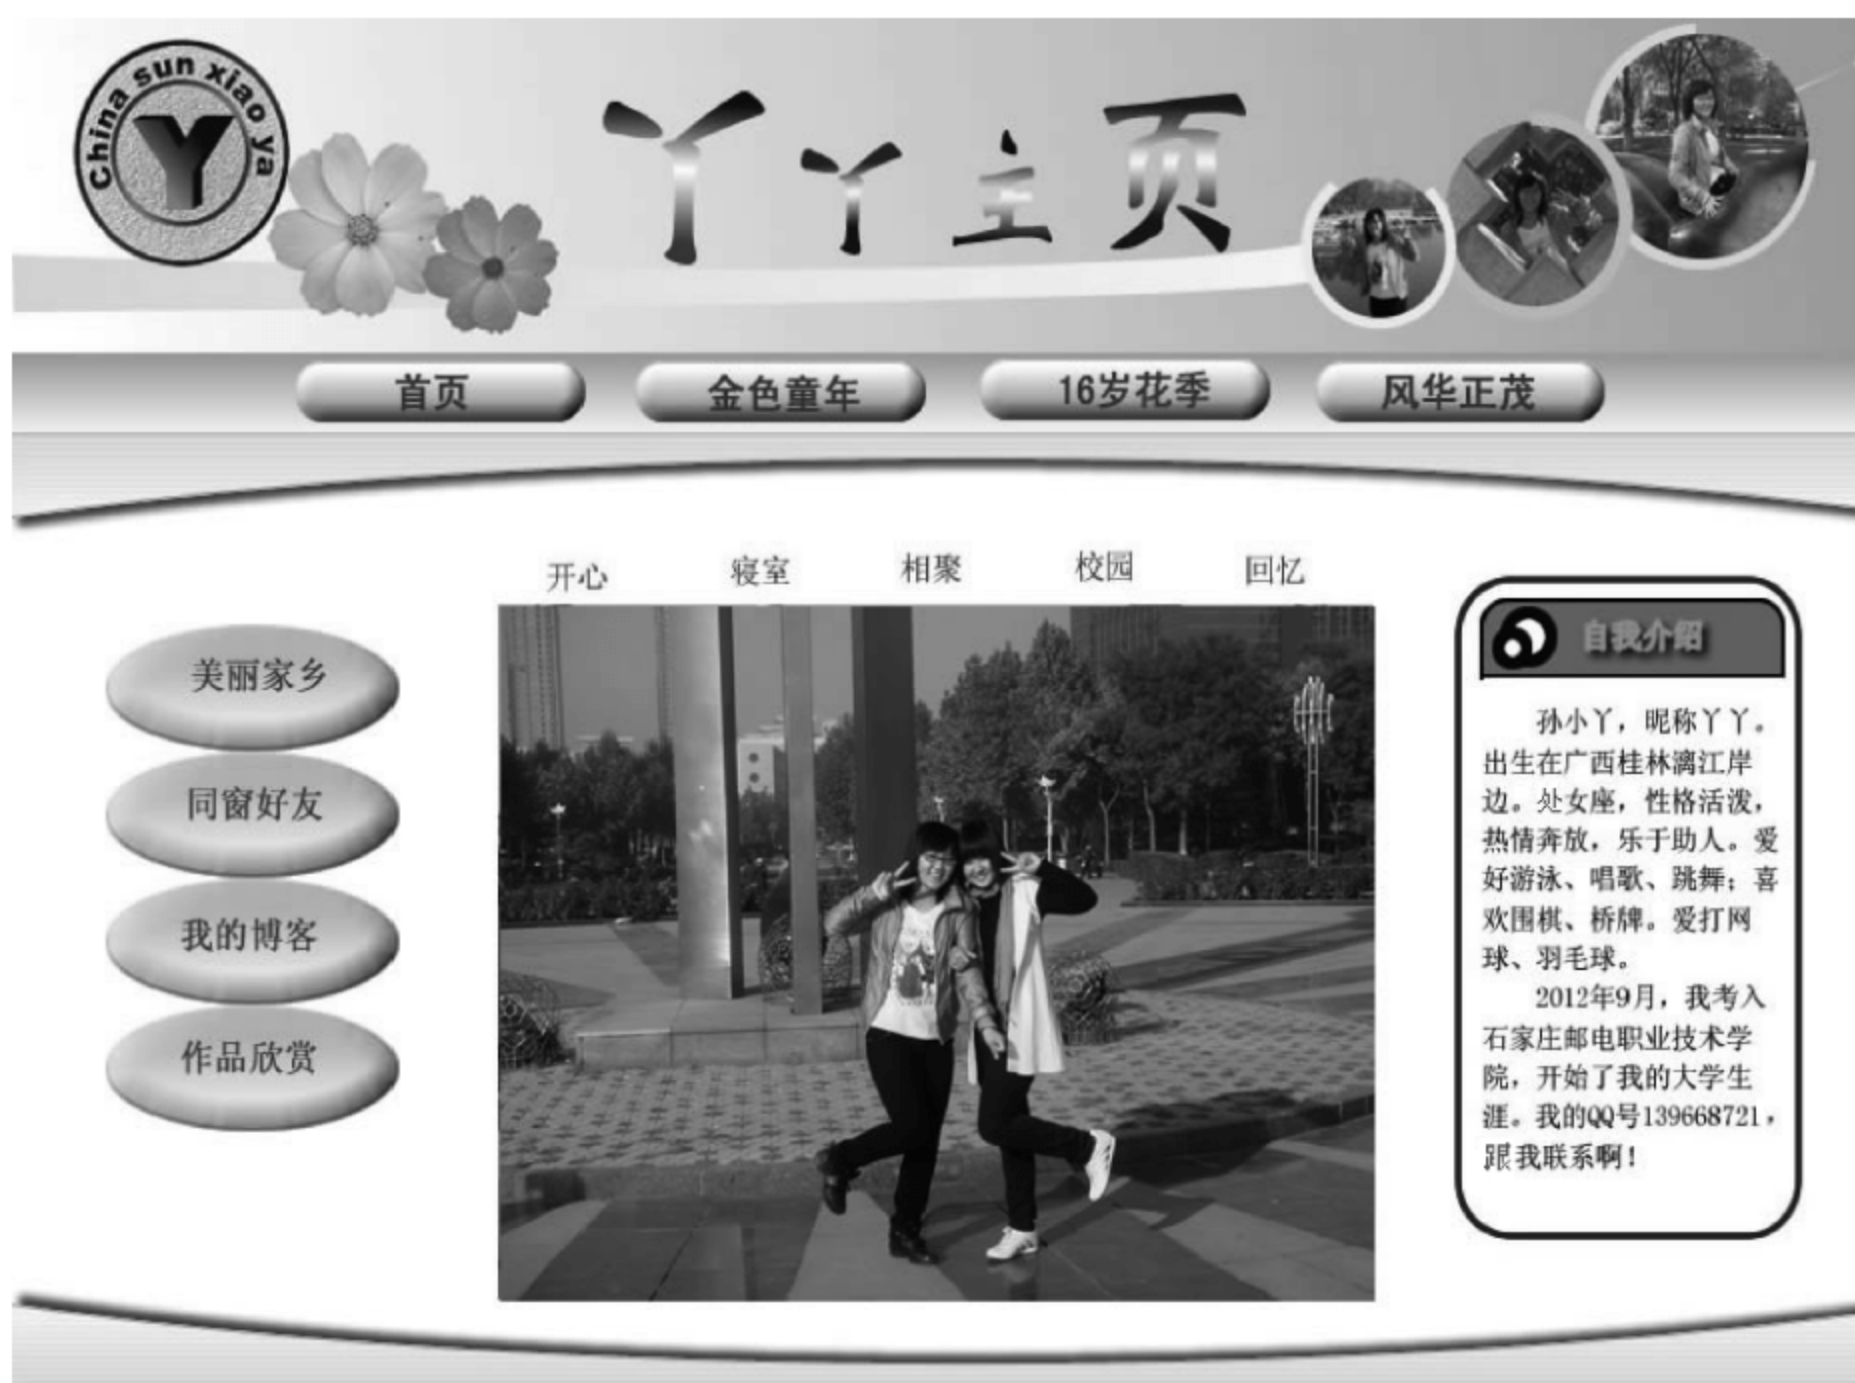 China sun xiao ya
Y
丫丫主页
首页
金色童年
16岁花季
风华正茂
开心
寝室
相聚
校园
回忆
美丽家乡
同窗好友
我的博客
作品欣赏
自我介绍
孙小丫，昵称丫丫。
出生在广西桂林漓江岸
边。处女座，性格活泼，
热情奔放，乐于助人。爱
好游泳、唱歌、跳舞；喜
欢围棋、桥牌。爱打网
球、羽毛球。
2012年9月，我考入
石家庄邮电职业技术学
院，开始了我的大学生
涯。我的QQ号139668721，
跟我联系啊！